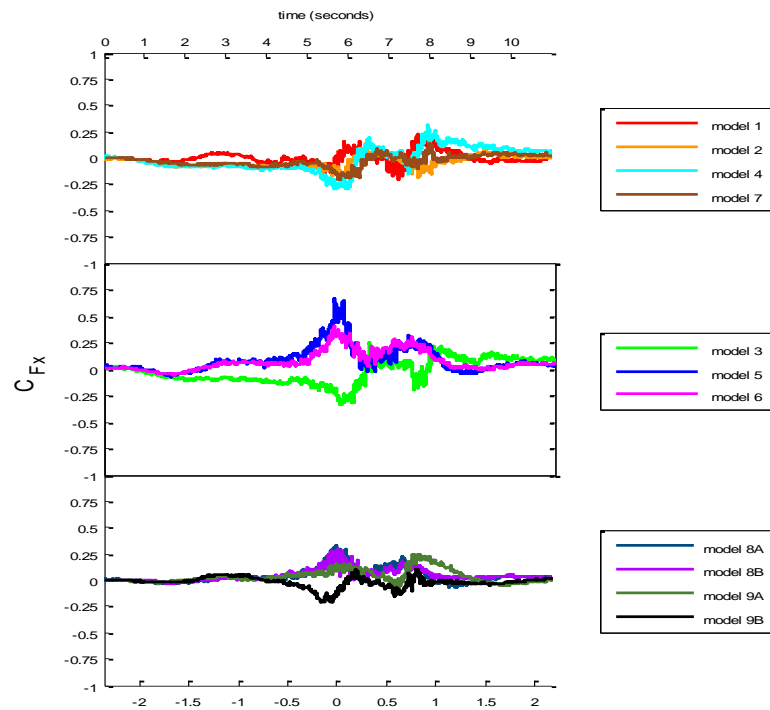 time (seconds)
0 1 2 3 4 5 6 7 8 9 10
1
0.75
0.5
0.25
0
-0.25
-0.5
-0.75
-1
model 1
model 2
model 4
model 7
0.75
0.5
0.25
0
-0.25
-0.5
-0.75
-1
C Fx
model 3
model 5
model 6
0.75
0.5
0.25
0
-0.25
-0.5
-0.75
-1
model 8A
model 8B
model 9A
model 9B
-2 -1.5 -1 -0.5 0 0.5 1 1.5 2